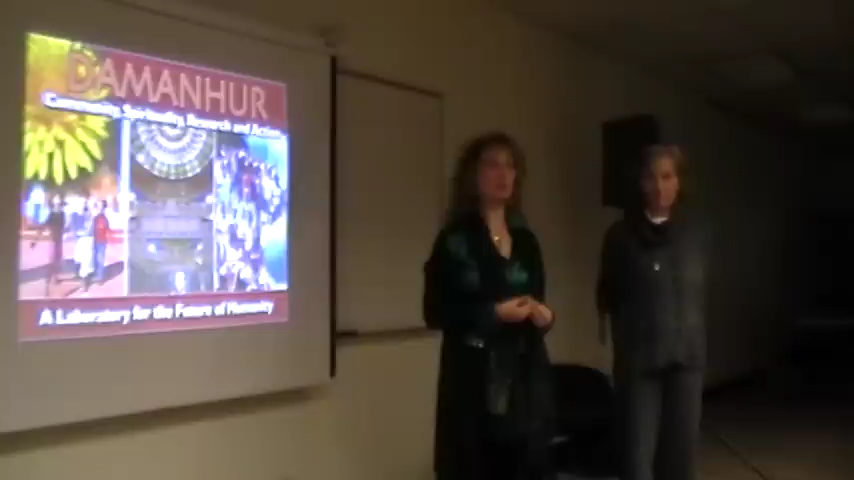 DAMANHUR
Community, Spirituality, Research and Action
A Laboratory for the Future of Humanity